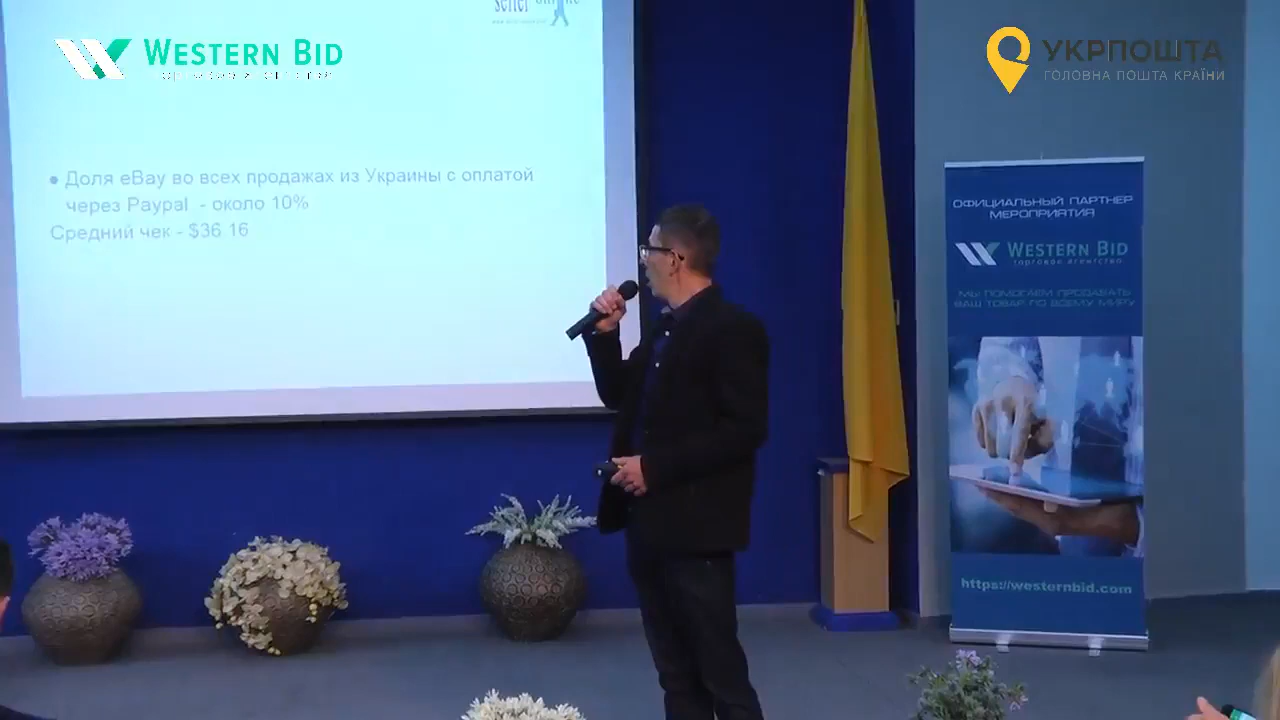 seller online
WESTERN BID
УКРПОШТА
ГОЛОВНА ПОШТА КРАЇНИ
● Доля eBay во всех продажах из Украины с оплатой
через Paypal - около 10%
Средний чек - $36 16
ОФИЦИАЛЬНЫЙ ПАРТНЕР
МЕРОПРИЯТИЯ
WESTERN BID
торговое агентство
МЫ ПОМОГАЕМ ПРОДАВАТЬ
ВАШ ТОВАР ПО ВСЕМУ МИРУ
https://westernbid.com